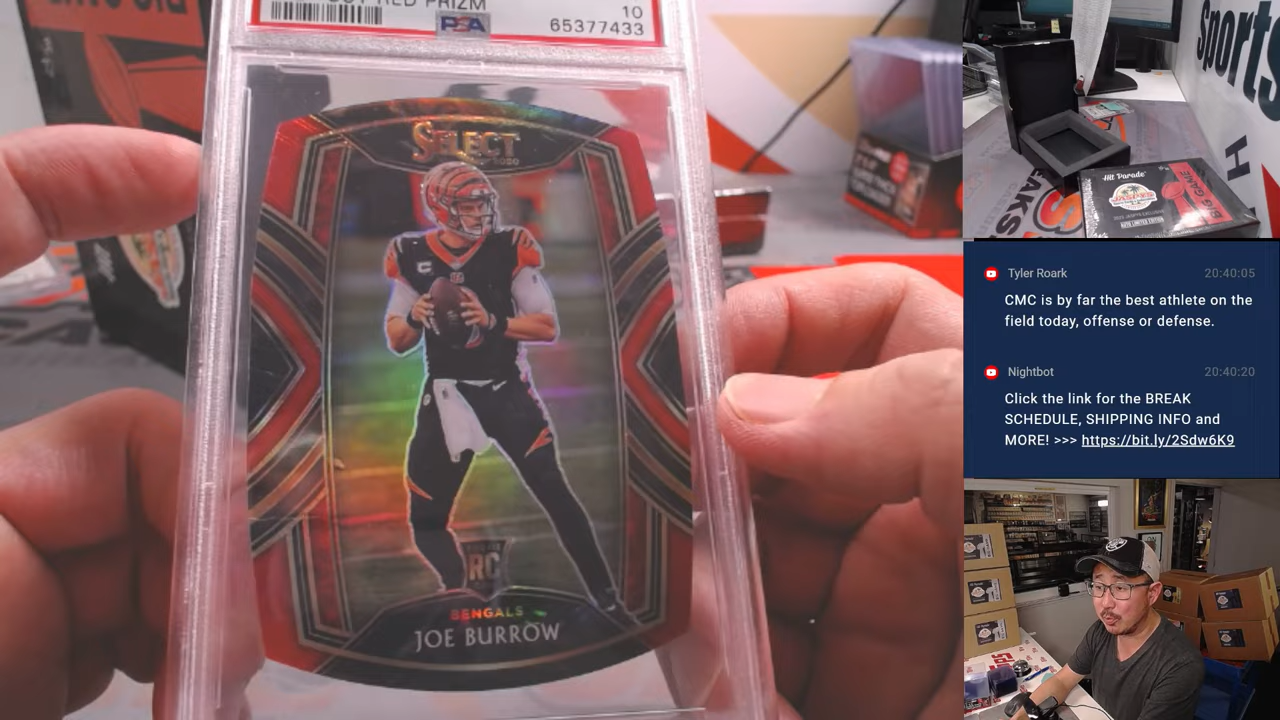 RED PRIZM
10
PSA
65377433
SELECT
2020
RC
BENGALS
JOE BURROW
Sports
Hit Parade
BIG GAME
Tyler Roark
20:40:05
CMC is by far the best athlete on the
field today, offense or defense.
Nightbot
20:40:20
Click the link for the BREAK
SCHEDULE, SHIPPING INFO and
MORE! >>> https://bit.ly/2Sdw6K9